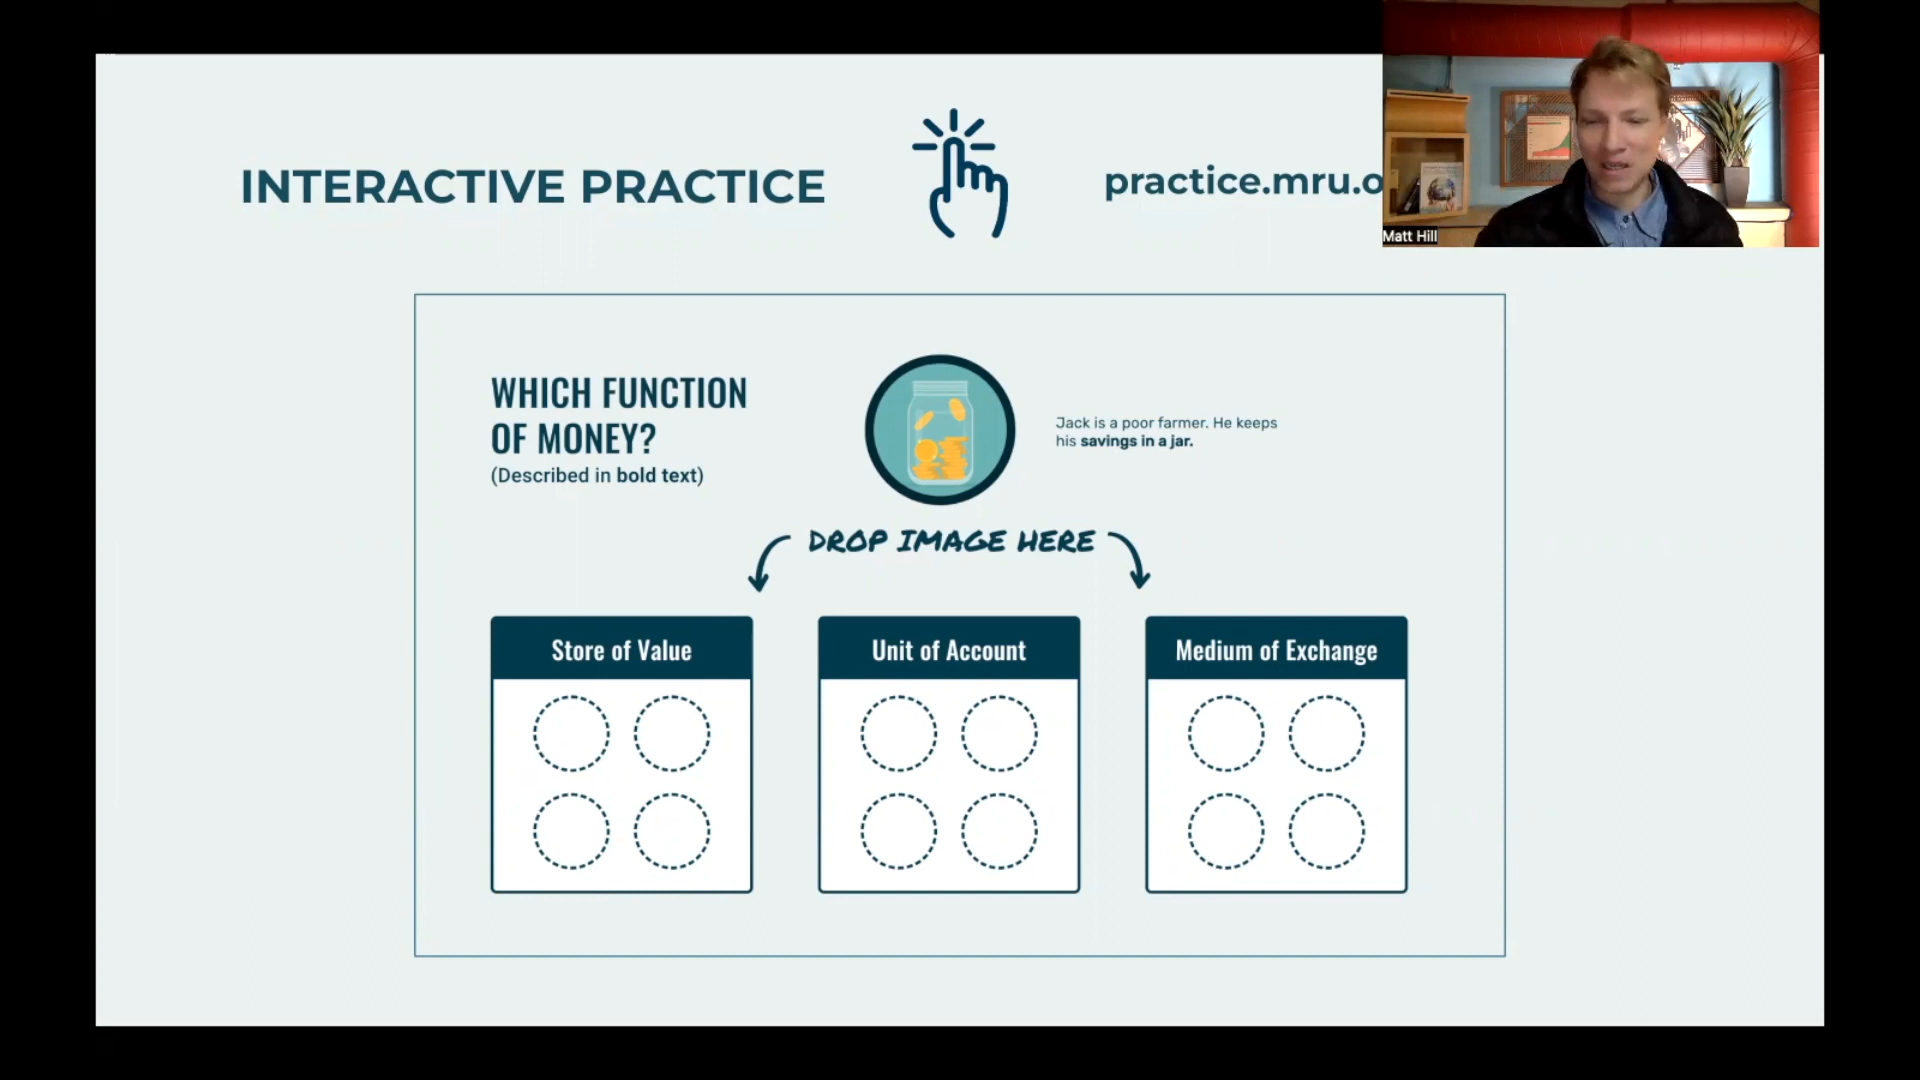 INTERACTIVE PRACTICE
practice.mru.o
Matt Hill
WHICH FUNCTION
OF MONEY?
(Described in bold text)
Jack is a poor farmer. He keeps
his savings in a jar.
DROP IMAGE HERE
Store of Value
Unit of Account
Medium of Exchange